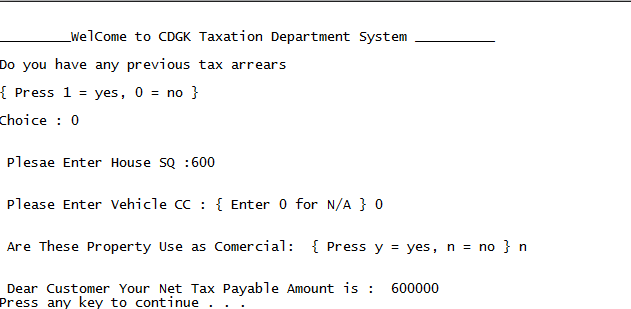 _________WelCome to CDGK Taxation Department System __________
Do you have any previous tax arrears
{ Press 1 = yes, 0 = no }
Choice : 0
Plesae Enter House SQ :600
Please Enter Vehicle CC : { Enter 0 for N/A } 0
Are These Property Use as Comercial:  { Press y = yes, n = no } n
Dear Customer Your Net Tax Payable Amount is :  600000
Press any key to continue . . .